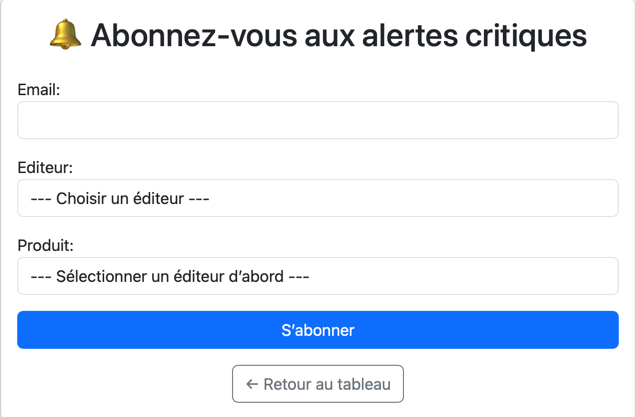 🔔 Abonnez-vous aux alertes critiques
Email:
Editeur:
--- Choisir un éditeur ---
Produit:
--- Sélectionner un éditeur d’abord ---
S’abonner
← Retour au tableau